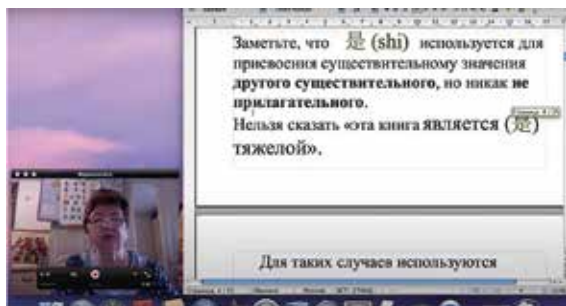 Заметьте, что 是 (shi) используется для
присвоения существительному значения
другого существительного, но никак не
прилагательного.
Нельзя сказать «эта книга является (是)
тяжелой».
Для таких случаев используются